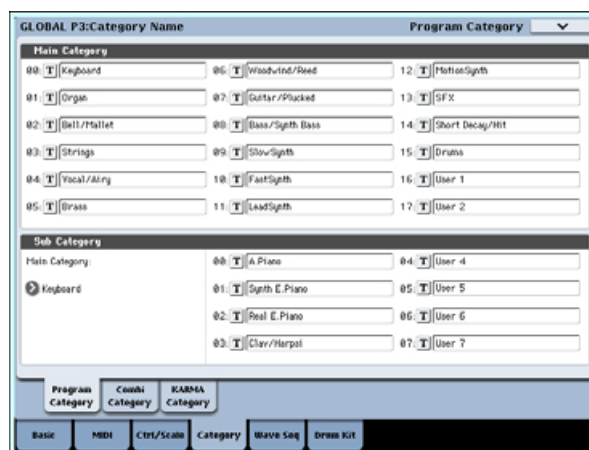 GLOBAL P3:Category Name Program Category
Main Category
00: T Keyboard 06: T Woodwind/Reed 12: T MotionSynth
01: T Organ 07: T Guitar/Plucked 13: T SFX
02: T Bell/Mallet 08: T Bass/Synth Bass 14: T Short Decay/Hit
03: T Strings 09: T SlowSynth 15: T Drums
04: T Vocal/Airy 10: T FastSynth 16: T User 1
05: T Brass 11: T LeadSynth 17: T User 2
Sub Category
Main Category: 00: T A.Piano 04: T User 4
Keyboard 01: T Synth E.Piano 05: T User 5
02: T Real E.Piano 06: T User 6
03: T Clav/Harpsi 07: T User 7
Program Category Combi Category KARMA Category
Basic MIDI Ctrl/Scale Category Wave Seq Drum Kit